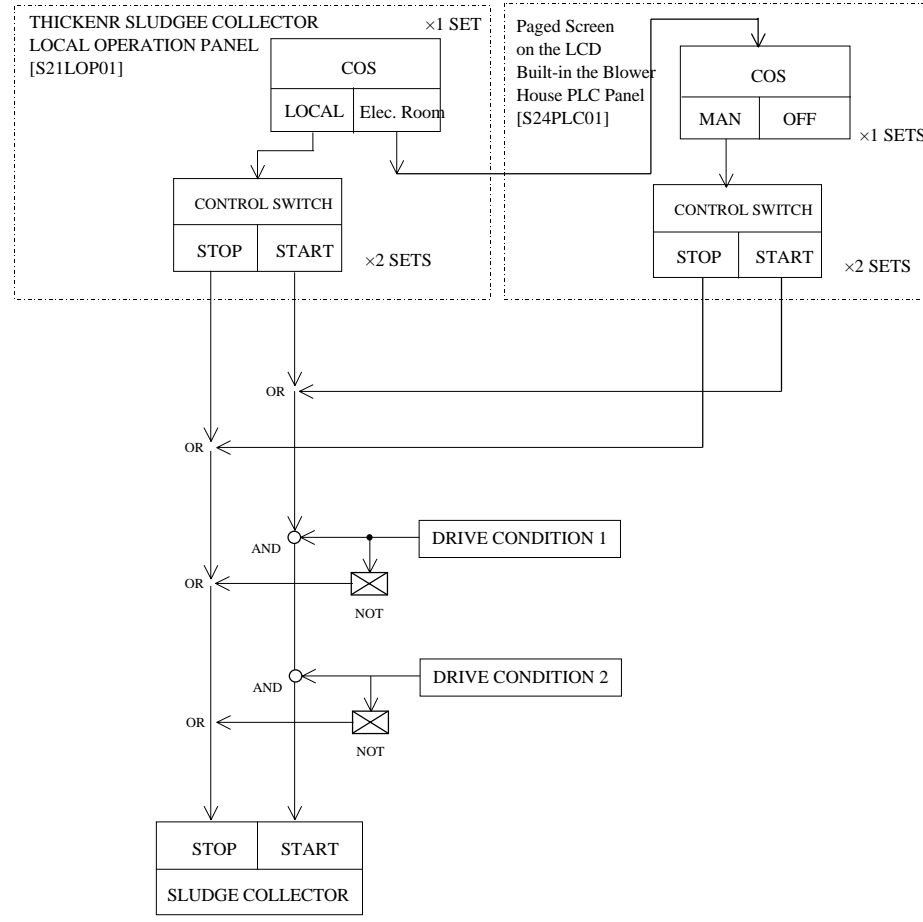 THICKENR SLUDGEE COLLECTOR
LOCAL OPERATION PANEL
[S21LOP01]
×1 SET
COS
LOCAL
Elec. Room
CONTROL SWITCH
STOP
START
×2 SETS
Paged Screen
on the LCD
Built-in the Blower
House PLC Panel
[S24PLC01]
COS
MAN
OFF
×1 SETS
CONTROL SWITCH
STOP
START
×2 SETS
OR
OR
AND
DRIVE CONDITION 1
OR
NOT
AND
DRIVE CONDITION 2
OR
NOT
STOP
START
SLUDGE COLLECTOR